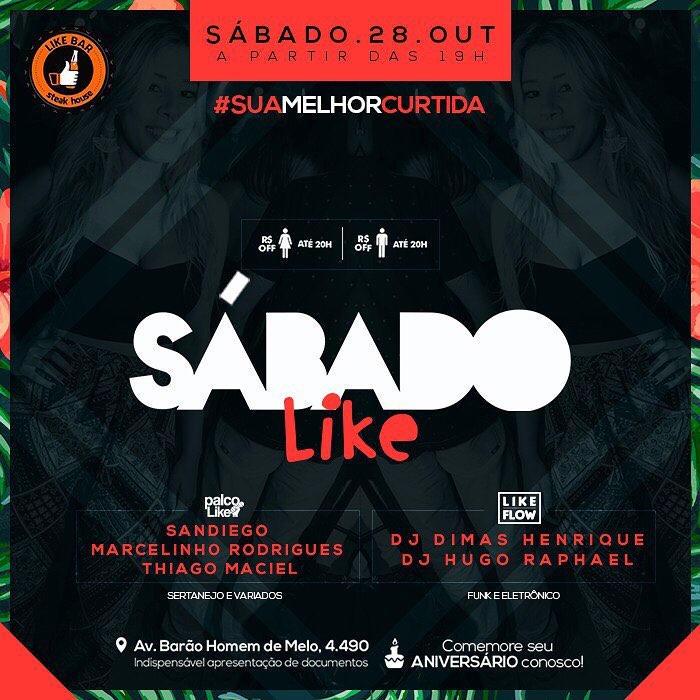 LIKE BAR
steak house
SÁBADO.28.OUT
A PARTIR DAS 19H
#SUAMELHORCURTIDA
R$ OFF ATÉ 20H
R$ OFF ATÉ 20H
SÁBADO
Like
palco
Like
SANDIEGO
MARCELINHO RODRIGUES
THIAGO MACIEL
SERTANEJO E VARIADOS
LIKE
FLOW
DJ DIMAS HENRIQUE
DJ HUGO RAPHAEL
FUNK E ELETRÔNICO
Av. Barão Homem de Melo, 4.490
Indispensável apresentação de documentos
Comemore seu
ANIVERSÁRIO conosco!